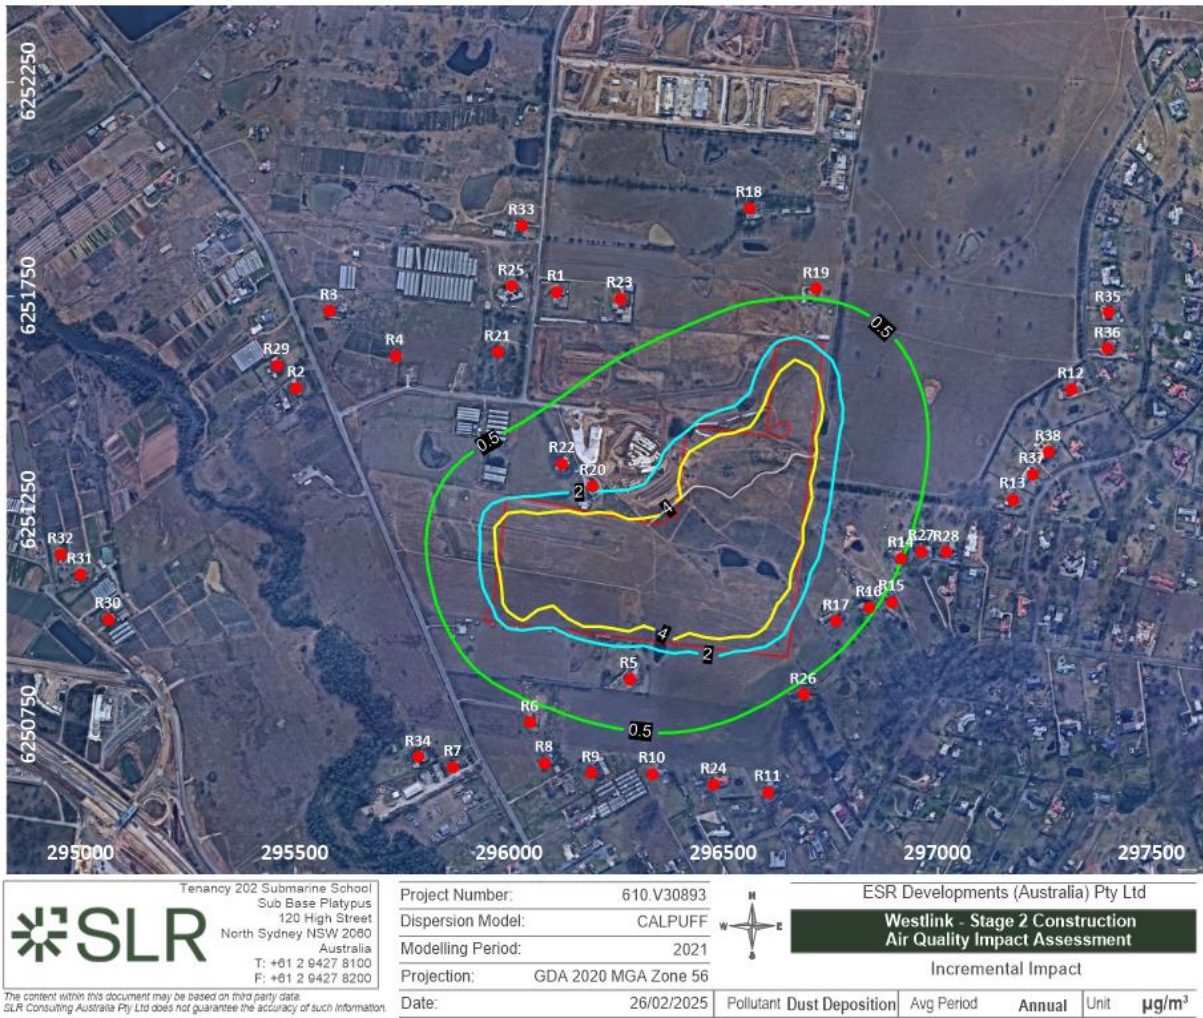 6252250
6251750
6251250
6250750
R18
R33
R25
R1
R23
R19
R3
R35
R4
R21
R36
0.5
R29
R2
R12
0.5
R22
R38
R20
R37
2
R13
4
R32
R31
R14
R27
R28
R30
R16
R15
R17
4
2
R5
R26
R6
0.5
R34
R7
R8
R9
R10
R24
R11
295000
295500
296000
296500
297000
297500
SLR
Tenancy 202 Submarine School
Sub Base Platypus
120 High Street
North Sydney NSW 2060
Australia
T: +61 2 9427 8100
F: +61 2 9427 8200
The content within this document may be based on third party data.
SLR Consulting Australia Pty Ltd does not guarantee the accuracy of such information.
Project Number: 610.V30893
Dispersion Model: CALPUFF
Modelling Period: 2021
Projection: GDA 2020 MGA Zone 56
Date: 26/02/2025
N
W E
S
ESR Developments (Australia) Pty Ltd
Westlink - Stage 2 Construction
Air Quality Impact Assessment
Incremental Impact
Pollutant Dust Deposition Avg Period Annual Unit µg/m³